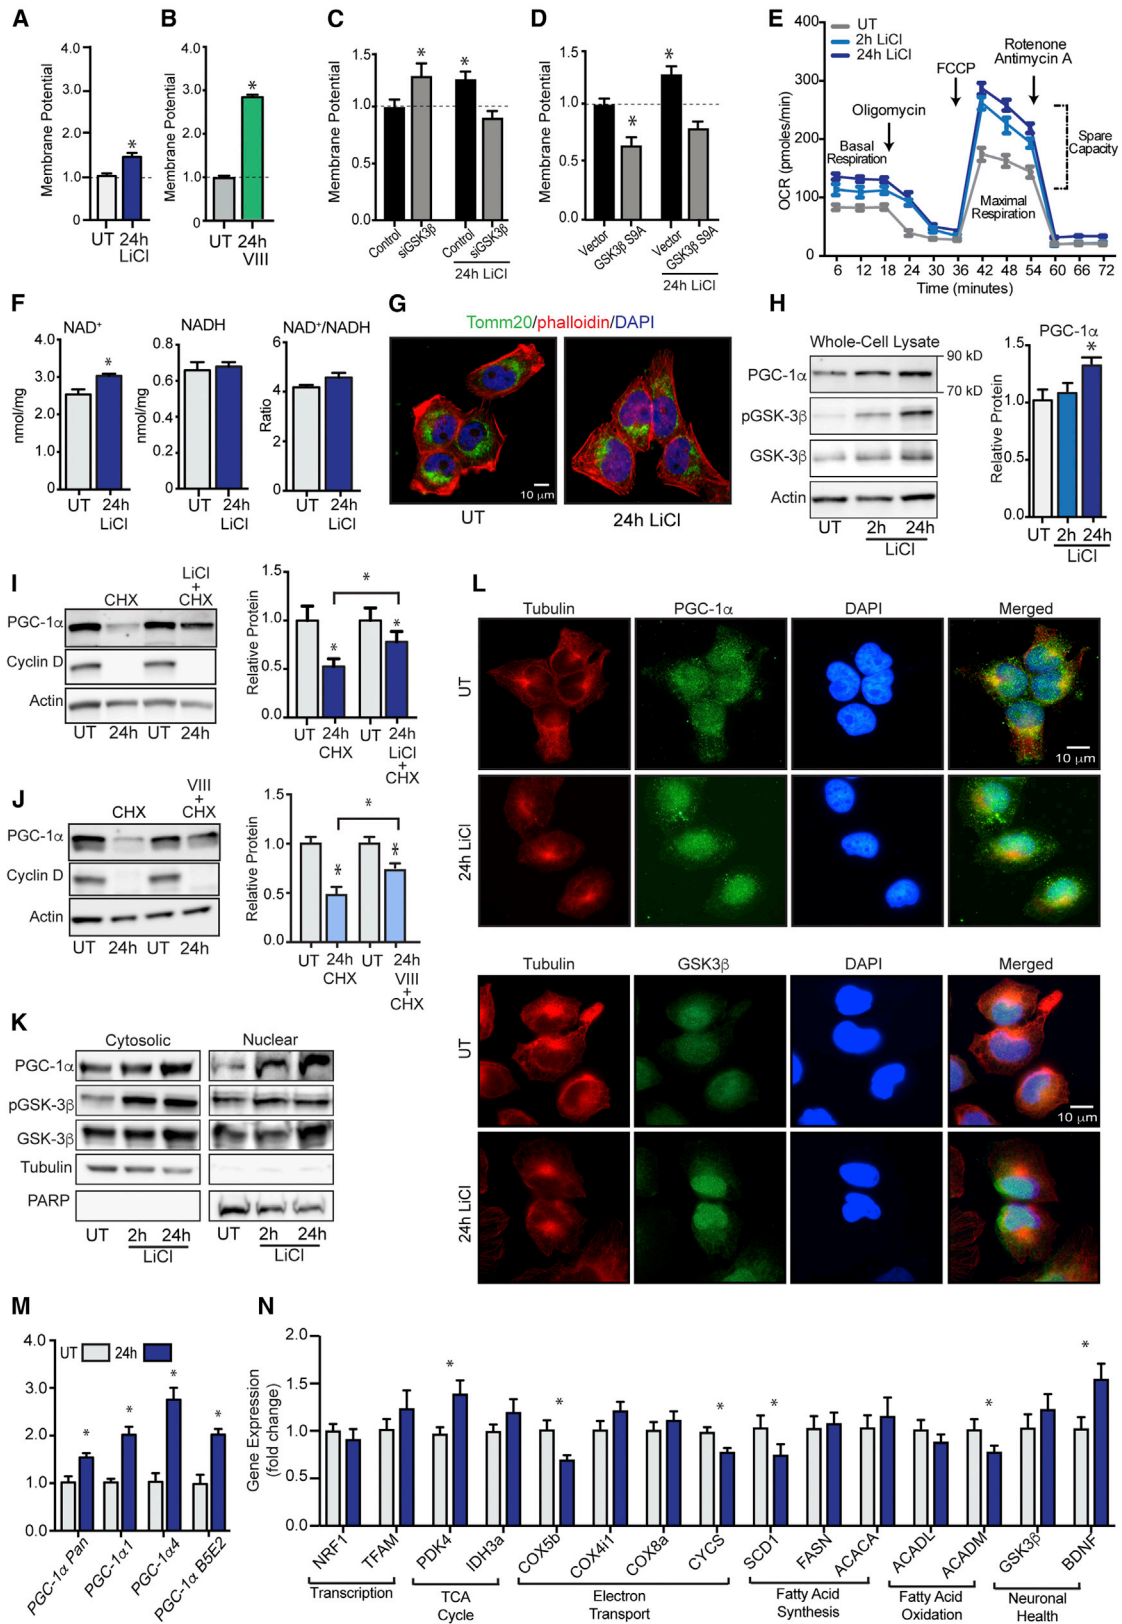 A
Membrane Potential
4.0
3.0
2.0
1.0
0
*
UT 24h
LiCl
B
Membrane Potential
4.0
3.0
2.0
1.0
0
*
UT 24h
VIII
C
Membrane Potential
1.5
1.0
0.5
0.0
* *
Control siGSK3β Control siGSK3β
24h LiCl
D
Membrane Potential
1.5
1.0
0.5
0.0
* *
Vector GSK3β S9A Vector GSK3β S9A
24h LiCl
E
OCR (pmoles/min)
400
300
200
100
0
UT
2h LiCl
24h LiCl
Rotenone
Antimycin A
FCCP
Oligomycin
Basal
Respiration
Spare
Capacity
Maximal
Respiration
6 12 18 24 30 36 42 48 54 60 66 72
Time (minutes)
F
NAD+
nmol/mg
4.0
3.0
2.0
1.0
0
*
UT 24h
LiCl
NADH
nmol/mg
0.8
0.6
0.4
0.2
0
UT 24h
LiCl
NAD+/NADH
Ratio
6
4
2
0
UT 24h
LiCl
G
Tomm20/phalloidin/DAPI
10 μm
UT
24h LiCl
H
Whole-Cell Lysate
PGC-1α
pGSK-3β
GSK-3β
Actin
90 kD
70 kD
UT 2h 24h
LiCl
PGC-1α
Relative Protein
1.5
1.0
0.5
0.0
*
UT 2h 24h
LiCl
I
CHX
LiCl
+
CHX
PGC-1α
Cyclin D
Actin
UT 24h UT 24h
Relative Protein
1.5
1.0
0.5
0.0
*
* *
UT 24h UT 24h
CHX
LiCl
+
CHX
J
CHX
VIII
+
CHX
PGC-1α
Cyclin D
Actin
UT 24h UT 24h
Relative Protein
1.5
1.0
0.5
0.0
*
* *
* *
UT 24h UT 24h
CHX
VIII
+
CHX
K
Cytosolic Nuclear
PGC-1α
pGSK-3β
GSK-3β
Tubulin
PARP
UT 2h 24h UT 2h 24h
LiCl LiCl
L
Tubulin PGC-1α DAPI Merged
UT
10 μm
24h LiCl
Tubulin GSK3β DAPI Merged
UT
10 μm
24h LiCl
M
4.0
3.0
2.0
1.0
0.0
UT 24h
* * * *
PGC-1α Pan PGC-1α1 PGC-1α4 PGC-1α B5E2
N
Gene Expression
(fold change)
2.0
1.5
1.0
0.5
0.0
* * * * * *
NRF1 TFAM PDK4 IDH3a COX5b COX4i1 COX8a CYCS SCD1 FASN ACACA ACADL ACADM GSK3β BDNF
Transcription
TCA
Cycle
Electron
Transport
Fatty Acid
Synthesis
Fatty Acid
Oxidation
Neuronal
Health